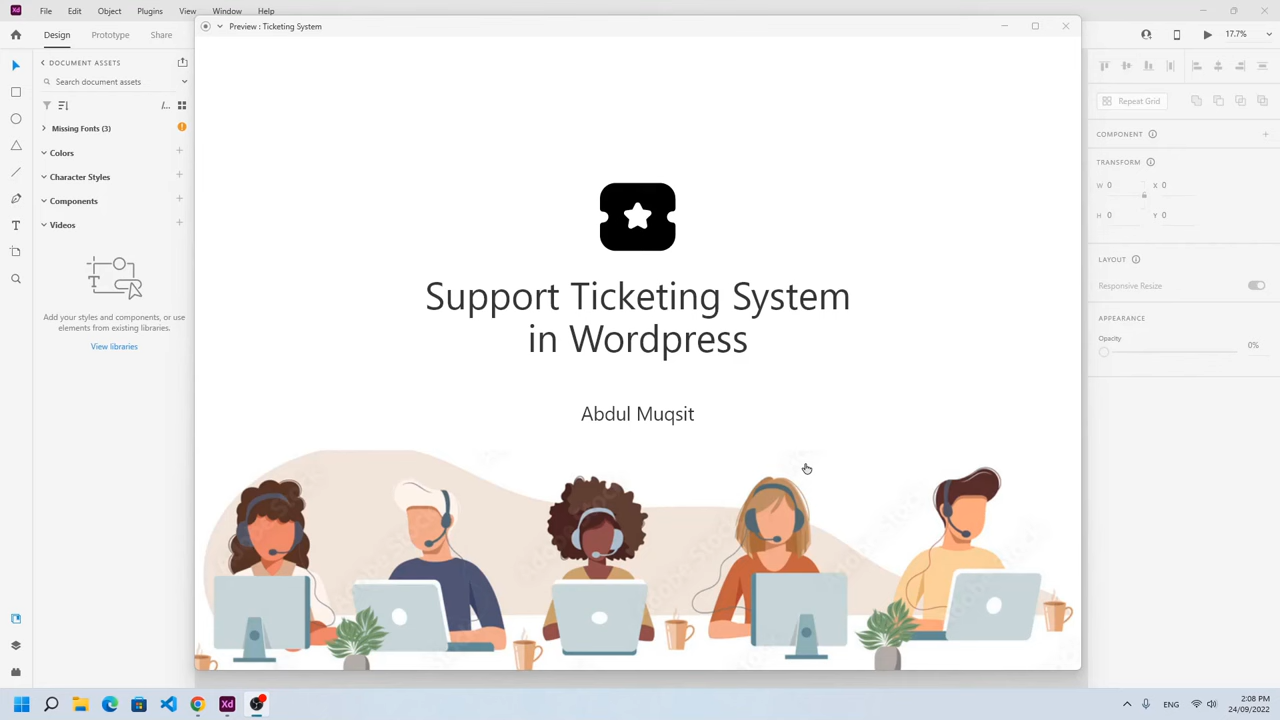 Xd
File
Edit
Object
Plugins
View
Window
Help
Preview : Ticketing System
Design
Prototype
Share
17.7%
DOCUMENT ASSETS
Search document assets
Repeat Grid
Missing Fonts (3)
COMPONENT
Colors
TRANSFORM
Character Styles
W 0
X 0
Components
H 0
Y 0
Videos
LAYOUT
Responsive Resize
Add your styles and components, or use
elements from existing libraries.
View libraries
APPEARANCE
Opacity
0%
T
Support Ticketing System
in Wordpress
Abdul Muqsit
Xd
ENG
2:08 PM
24/09/2022